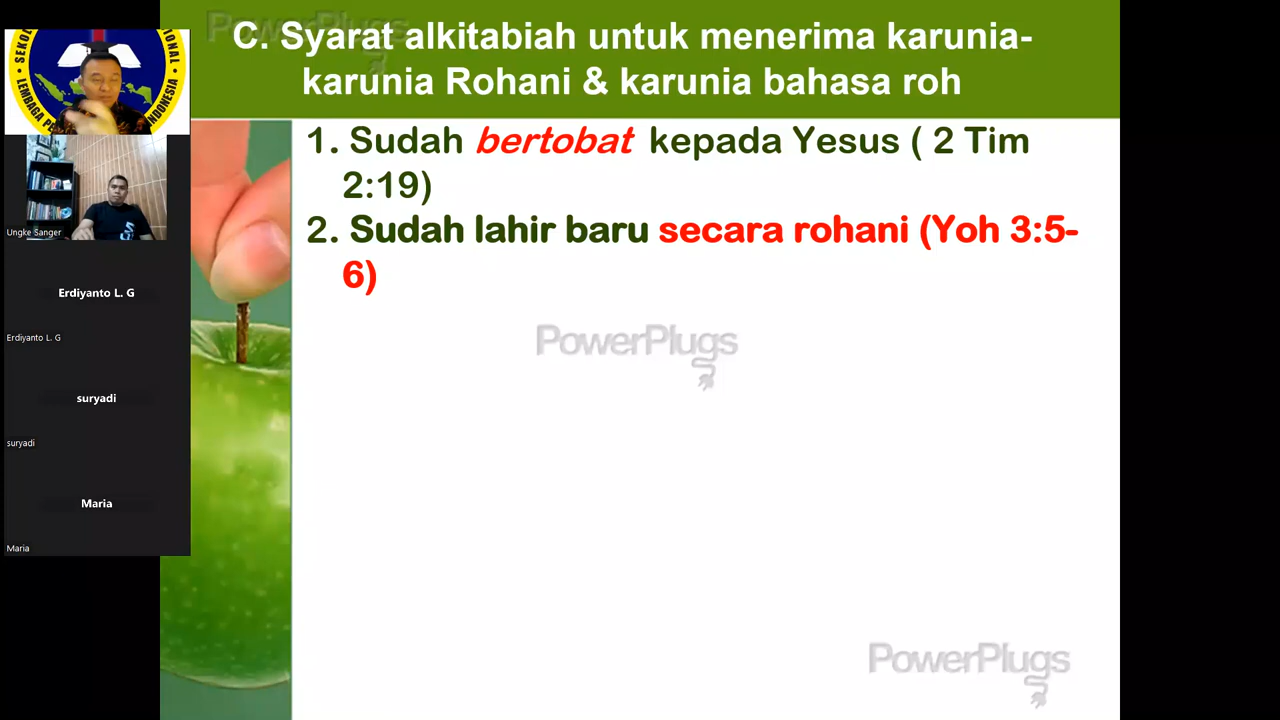 PowerPlugs
C. Syarat alkitabiah untuk menerima karunia-
karunia Rohani & karunia bahasa roh
1. Sudah bertobat kepada Yesus ( 2 Tim
2:19)
2. Sudah lahir baru secara rohani (Yoh 3:5-
6)
PowerPlugs
PowerPlugs
LEMBAGA
INDONESIA
Ungke Sanger
Erdiyanto L. G
Erdiyanto L. G
suryadi
suryadi
Maria
Maria